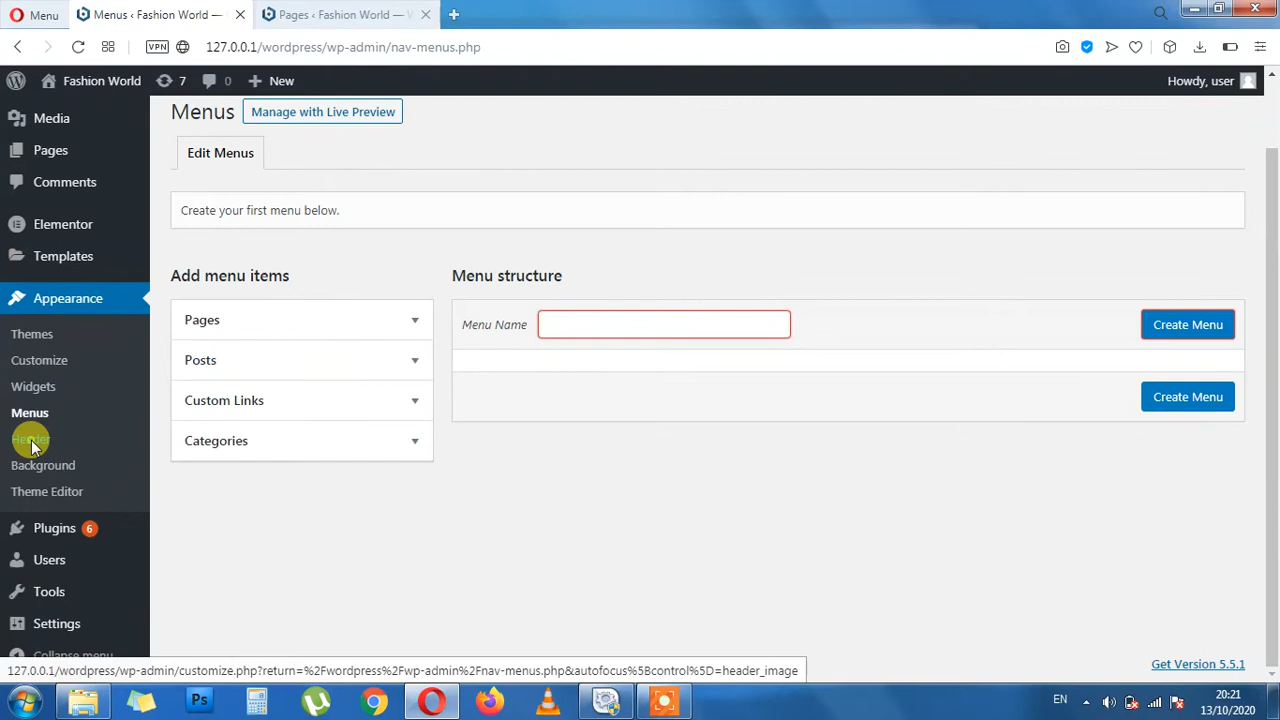 Menu
Menus ‹ Fashion World — W
Pages ‹ Fashion World — W
VPN
127.0.0.1/wordpress/wp-admin/nav-menus.php
Fashion World
7
0
New
Howdy, user
Media
Pages
Comments
Elementor
Templates
Appearance
Themes
Customize
Widgets
Menus
Header
Background
Theme Editor
Plugins 6
Users
Tools
Settings
Collapse menu
Menus
Manage with Live Preview
Edit Menus
Create your first menu below.
Add menu items
Pages
Posts
Custom Links
Categories
Menu structure
Menu Name
Create Menu
Create Menu
Get Version 5.5.1
127.0.0.1/wordpress/wp-admin/customize.php?return=%2Fwordpress%2Fwp-admin%2Fnav-menus.php&autofocus%5Bcontrol%5D=header_image
Ps
EN
20:21
13/10/2020